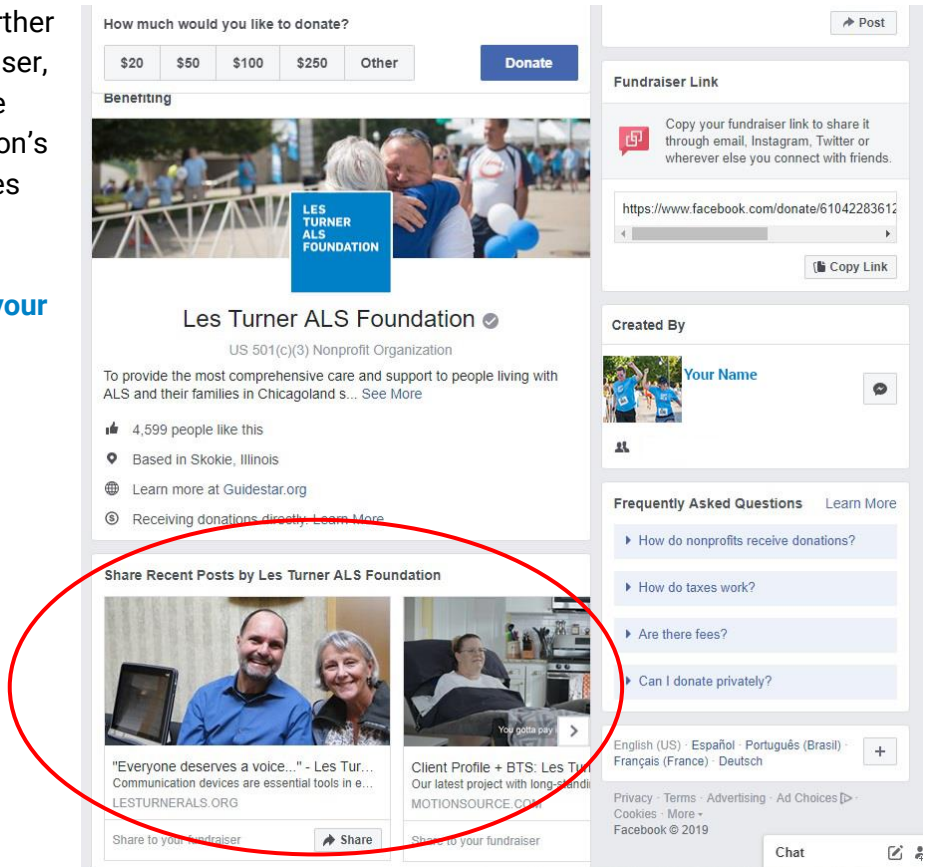 rther
ser,
e
on's
es
your
How much would you like to donate?
$20 $50 $100 $250 Other Donate
Benefiting
LES
TURNER
ALS
FOUNDATION
Les Turner ALS Foundation
US 501(c)(3) Nonprofit Organization
To provide the most comprehensive care and support to people living with
ALS and their families in Chicagoland s... See More
4,599 people like this
Based in Skokie, Illinois
Learn more at Guidestar.org
Receiving donations directly. Learn More
Share Recent Posts by Les Turner ALS Foundation
"Everyone deserves a voice..." - Les Tur...
Communication devices are essential tools in e...
LESTURNERALS.ORG
Share to your fundraiser Share
You gotta pay
Client Profile + BTS: Les Turn
Our latest project with long-standi
MOTIONSOURCE.COM
Share to your fundraiser
Post
Fundraiser Link
Copy your fundraiser link to share it
through email, Instagram, Twitter or
wherever else you connect with friends.
https://www.facebook.com/donate/61042283612
Copy Link
Created By
Your Name
Frequently Asked Questions Learn More
How do nonprofits receive donations?
How do taxes work?
Are there fees?
Can I donate privately?
English (US) · Español · Português (Brasil) ·
Français (France) · Deutsch
Privacy · Terms · Advertising · Ad Choices ·
Cookies · More
Facebook © 2019
Chat